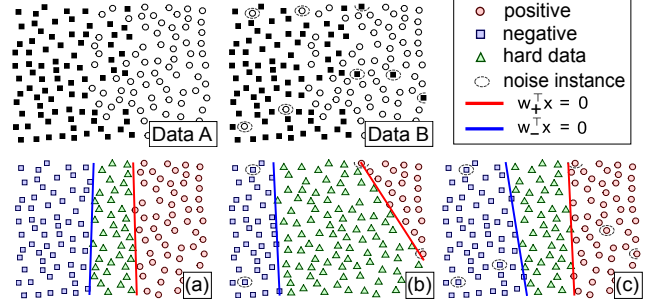 Data A
Data B
positive
negative
hard data
noise instance
w₊ᵀx = 0
w₋ᵀx = 0
(a)
(b)
(c)